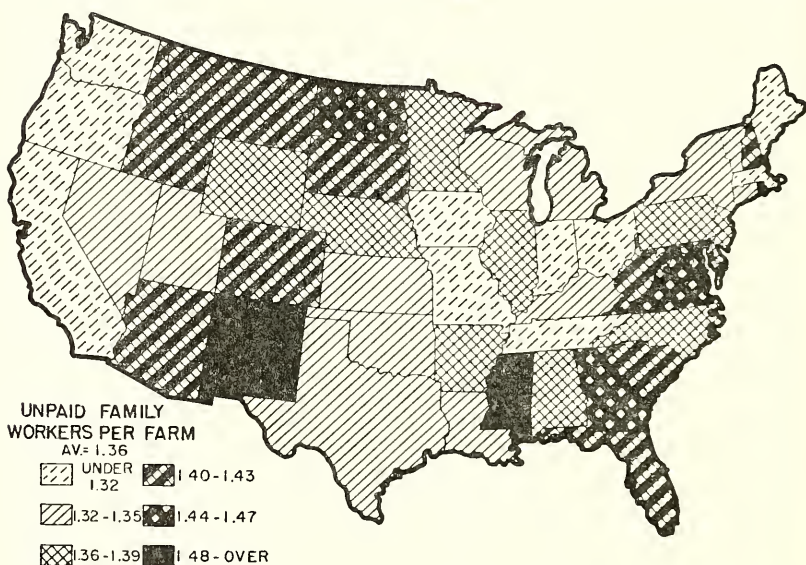 UNPAID FAMILY
WORKERS PER FARM
AV.= 1.36
UNDER
1.32
1.40-1.43
1.32-1.35
1.44-1.47
1.36-1.39
1 48-OVER